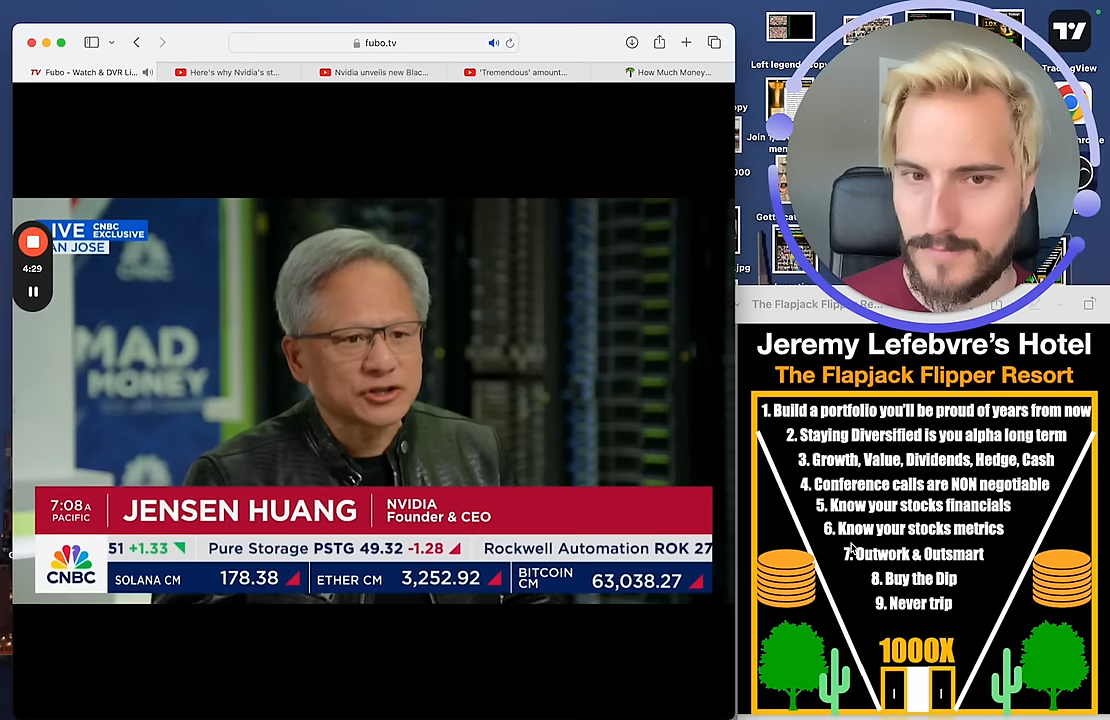 fubo.tv
Fubo - Watch & DVR Li...
Here's why Nvidia's st...
Nvidia unveils new Blac...
'Tremendous' amount...
How Much Money...
IVE CNBC EXCLUSIVE
AN JOSE
4:29
MAD
MONEY
7:08A
PACIFIC
JENSEN HUANG
NVIDIA
Founder & CEO
CNBC
51 +1.33 Pure Storage PSTG 49.32 -1.28 Rockwell Automation ROK 27
SOLANA CM 178.38 ETHER CM 3,252.92 BITCOIN CM 63,038.27
Left legend
TradingView
Join
.jpg
The Flapjack Flip
Jeremy Lefebvre's Hotel
The Flapjack Flipper Resort
1. Build a portfolio you'll be proud of years from now
2. Staying Diversified is you alpha long term
3. Growth, Value, Dividends, Hedge, Cash
4. Conference calls are NON negotiable
5. Know your stocks financials
6. Know your stocks metrics
7. Outwork & Outsmart
8. Buy the Dip
9. Never trip
1000X